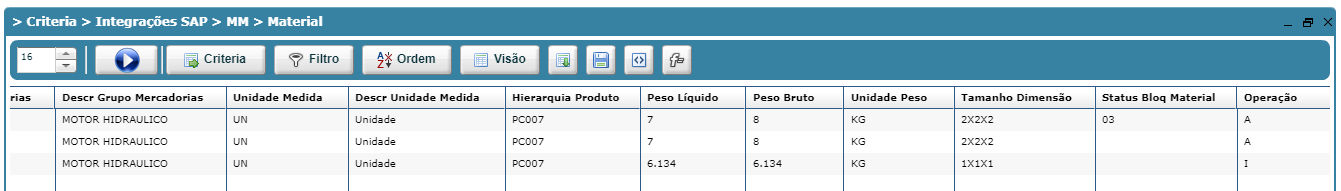 > Criteria > Integrações SAP > MM > Material
16 Criteria Filtro Ordem Visão
rias Descr Grupo Mercadorias Unidade Medida Descr Unidade Medida Hierarquia Produto Peso Líquido Peso Bruto Unidade Peso Tamanho Dimensão Status Bloq Material Operação
MOTOR HIDRAULICO UN Unidade PC007 7 8 KG 2X2X2 03 A
MOTOR HIDRAULICO UN Unidade PC007 7 8 KG 2X2X2 A
MOTOR HIDRAULICO UN Unidade PC007 6.134 6.134 KG 1X1X1 I